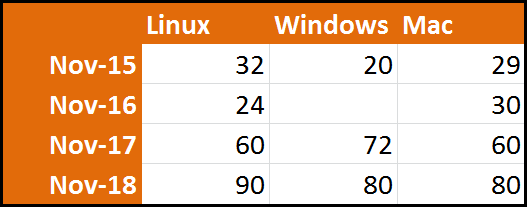 Linux Windows Mac
Nov-15 32 20 29
Nov-16 24 30
Nov-17 60 72 60
Nov-18 90 80 80